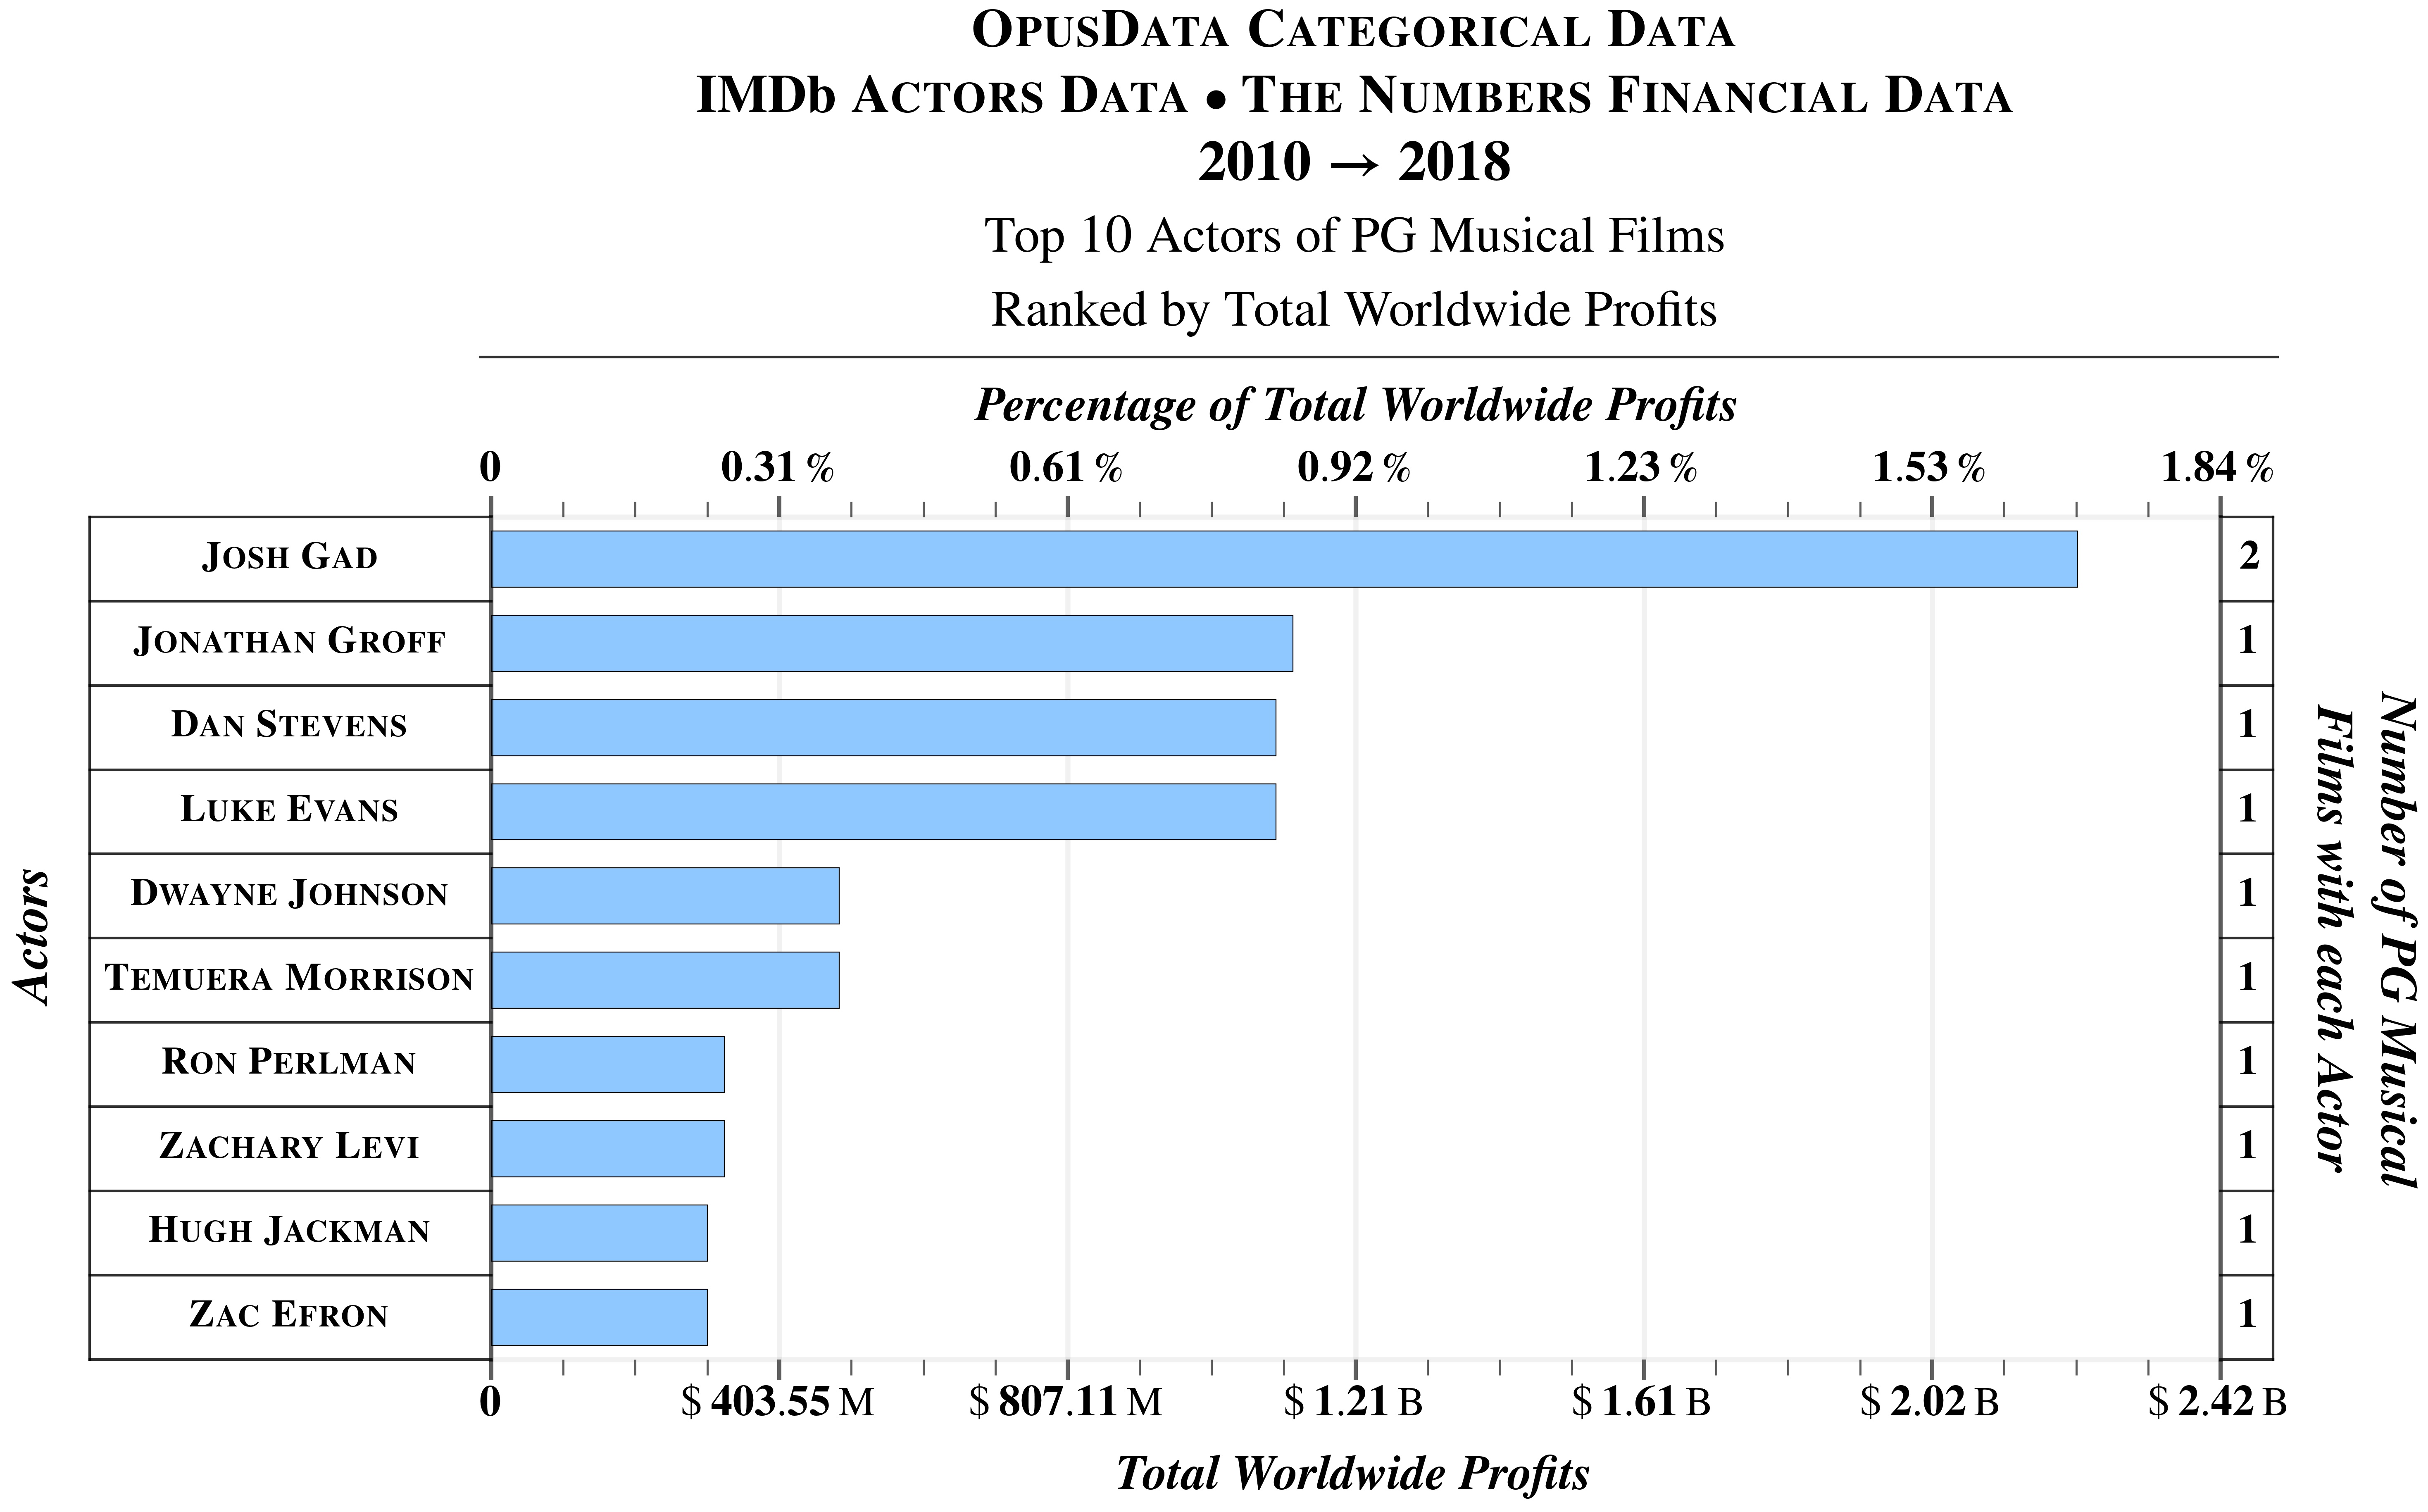 OpusData Categorical Data
IMDb Actors Data • The Numbers Financial Data
2010 → 2018
Top 10 Actors of PG Musical Films
Ranked by Total Worldwide Profits
Percentage of Total Worldwide Profits
0 0.31 % 0.61 % 0.92 % 1.23 % 1.53 % 1.84 %
Josh Gad 2
Jonathan Groff 1
Dan Stevens 1
Luke Evans 1
Dwayne Johnson 1
Temuera Morrison 1
Ron Perlman 1
Zachary Levi 1
Hugh Jackman 1
Zac Efron 1
Actors
Number of PG Musical
Films with each Actor
0 $ 403.55 M $ 807.11 M $ 1.21 B $ 1.61 B $ 2.02 B $ 2.42 B
Total Worldwide Profits